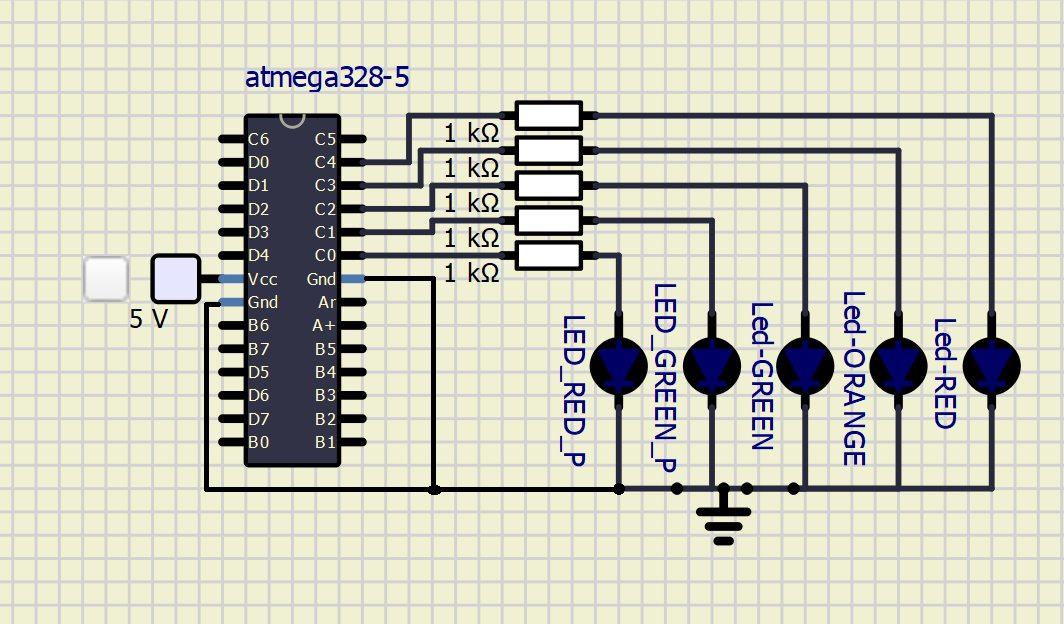 atmega328-5
C6 C5
D0 C4
D1 C3
D2 C2
D3 C1
D4 C0
Vcc Gnd
Gnd Ar
B6 A+
B7 B5
D5 B4
D6 B3
D7 B2
B0 B1
5 V
1 kΩ
1 kΩ
1 kΩ
1 kΩ
1 kΩ
LED_RED_P
LED_GREEN_P
Led-GREEN
Led-ORANGE
Led-RED